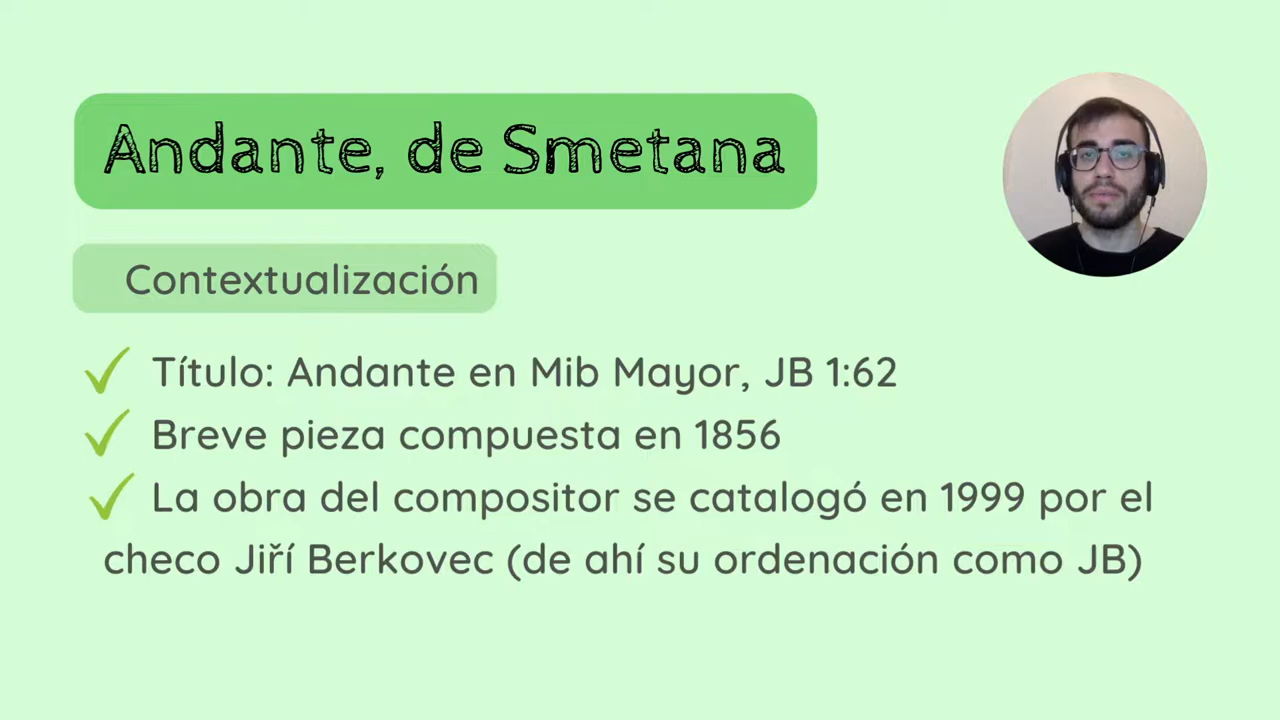 Andante, de Smetana
Contextualización
Título: Andante en Mib Mayor, JB 1:62
Breve pieza compuesta en 1856
La obra del compositor se catalogó en 1999 por el
checo Jiří Berkovec (de ahí su ordenación como JB)